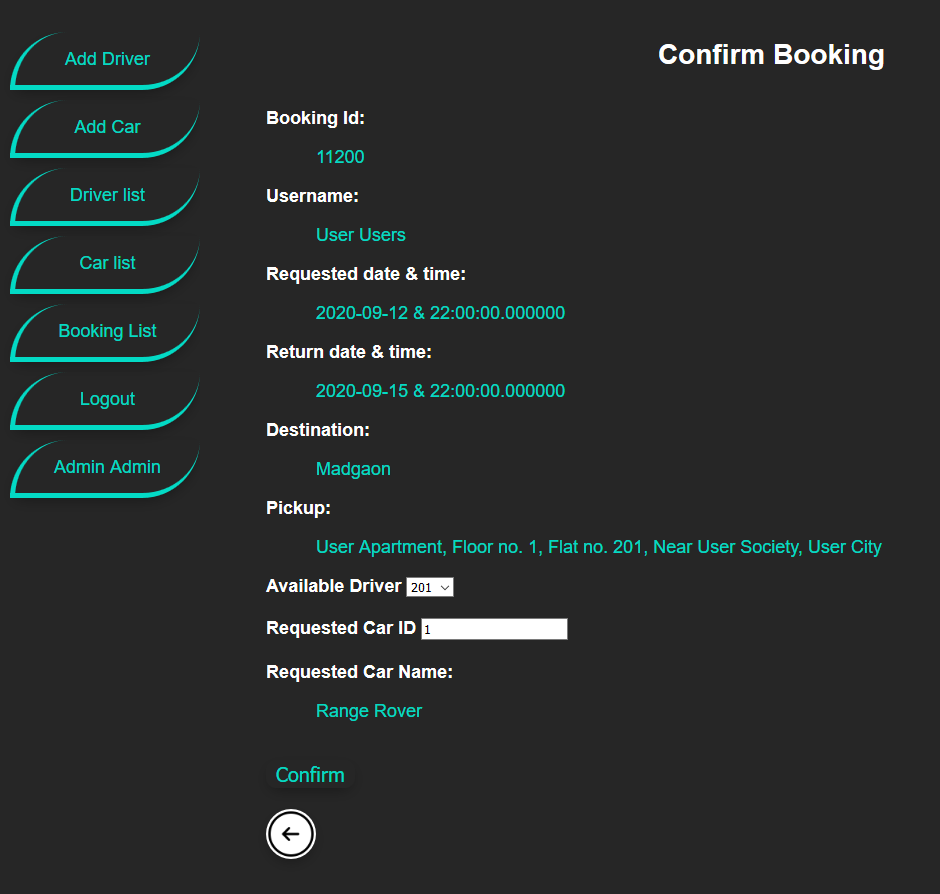 Add Driver
Add Car
Driver list
Car list
Booking List
Logout
Admin Admin
Confirm Booking
Booking Id:
11200
Username:
User Users
Requested date & time:
2020-09-12 & 22:00:00.000000
Return date & time:
2020-09-15 & 22:00:00.000000
Destination:
Madgaon
Pickup:
User Apartment, Floor no. 1, Flat no. 201, Near User Society, User City
Available Driver 201
Requested Car ID 1
Requested Car Name:
Range Rover
Confirm